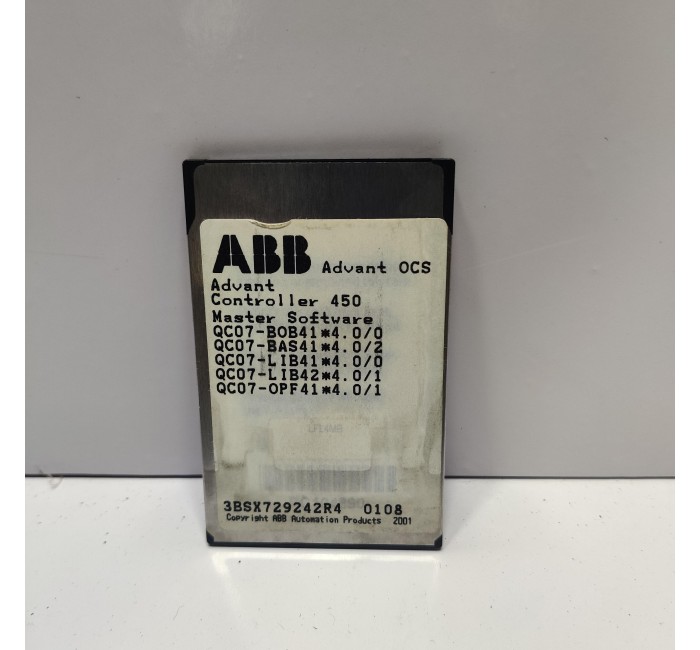 ABB Advant OCS
Advant
Controller 450
Master Software
QC07-BOB41*4.0/0
QC07-BAS41*4.0/2
QC07-LIB41*4.0/0
QC07-LIB42*4.0/1
QC07-OPF41*4.0/1
3BSX729242R4 0108
Copyright ABB Automation Products 2001